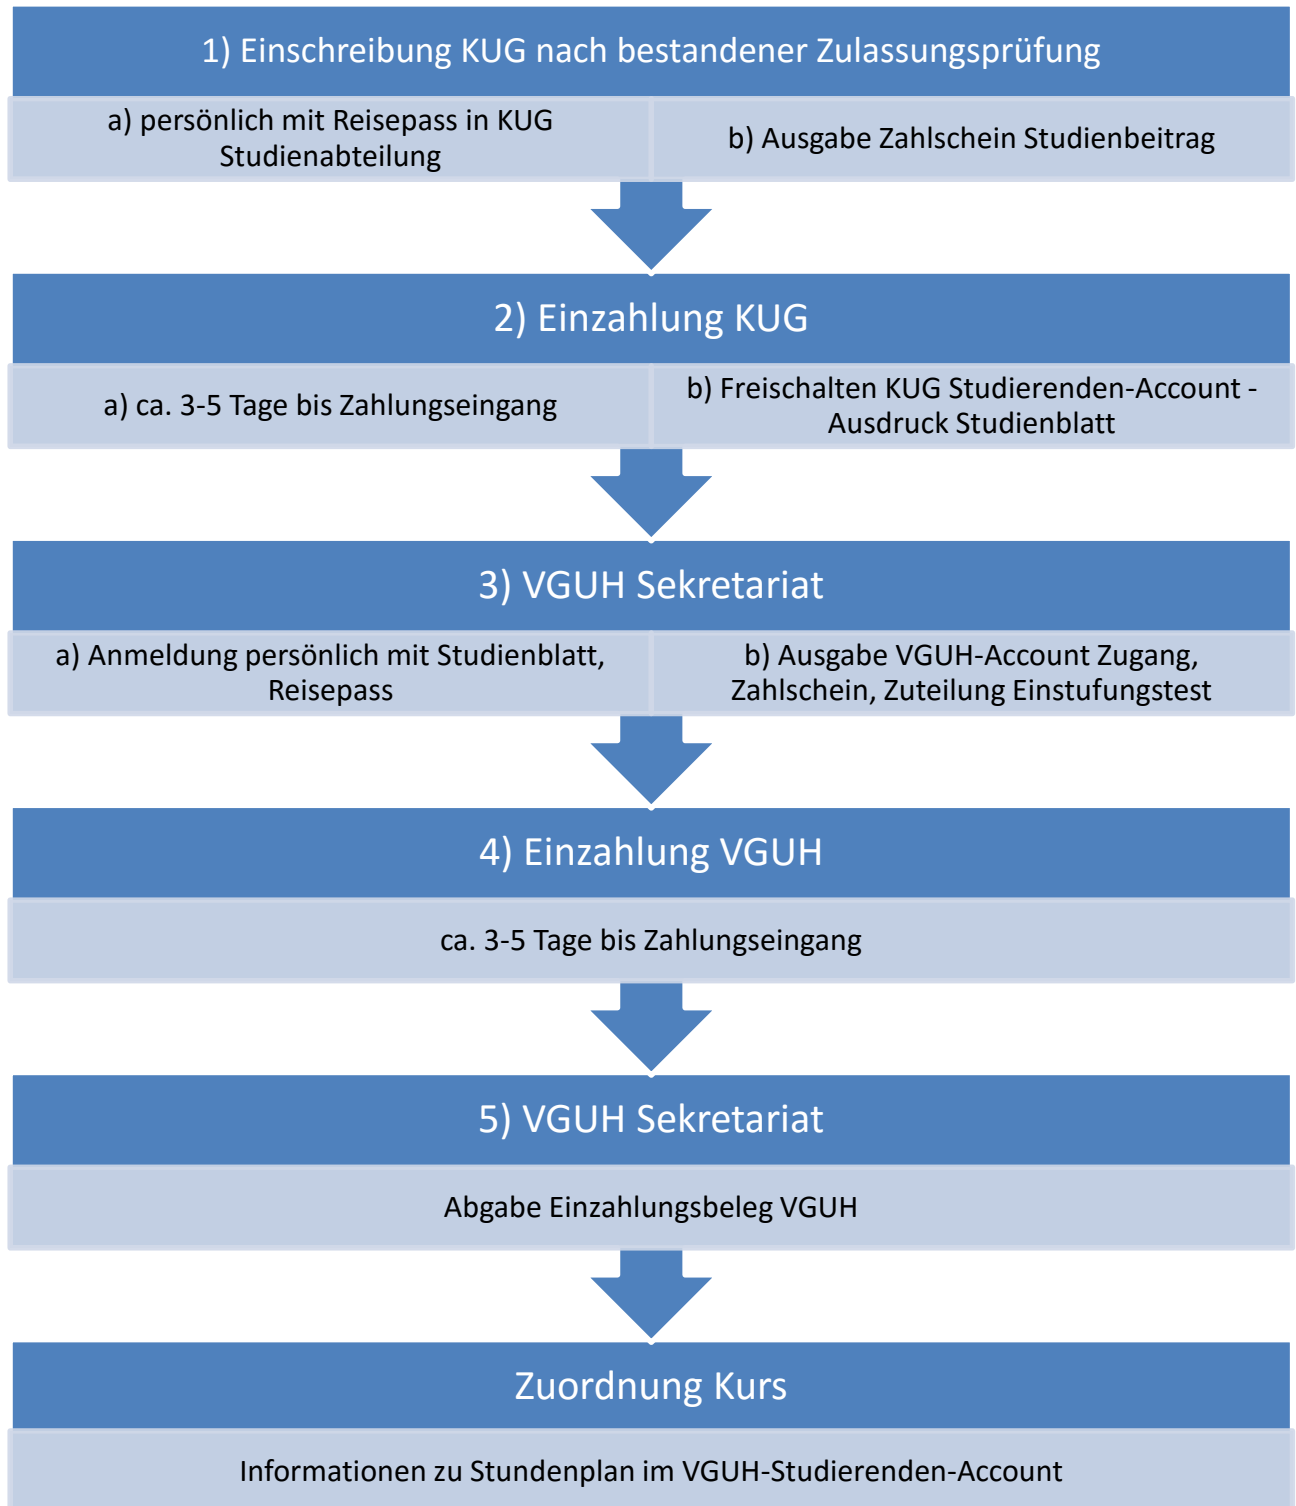 1) Einschreibung KUG nach bestandener Zulassungsprüfung
a) persönlich mit Reisepass in KUG
Studienabteilung
b) Ausgabe Zahlschein Studienbeitrag
2) Einzahlung KUG
a) ca. 3-5 Tage bis Zahlungseingang
b) Freischalten KUG Studierenden-Account -
Ausdruck Studienblatt
3) VGUH Sekretariat
a) Anmeldung persönlich mit Studienblatt,
Reisepass
b) Ausgabe VGUH-Account Zugang,
Zahlschein, Zuteilung Einstufungstest
4) Einzahlung VGUH
ca. 3-5 Tage bis Zahlungseingang
5) VGUH Sekretariat
Abgabe Einzahlungsbeleg VGUH
Zuordnung Kurs
Informationen zu Stundenplan im VGUH-Studierenden-Account